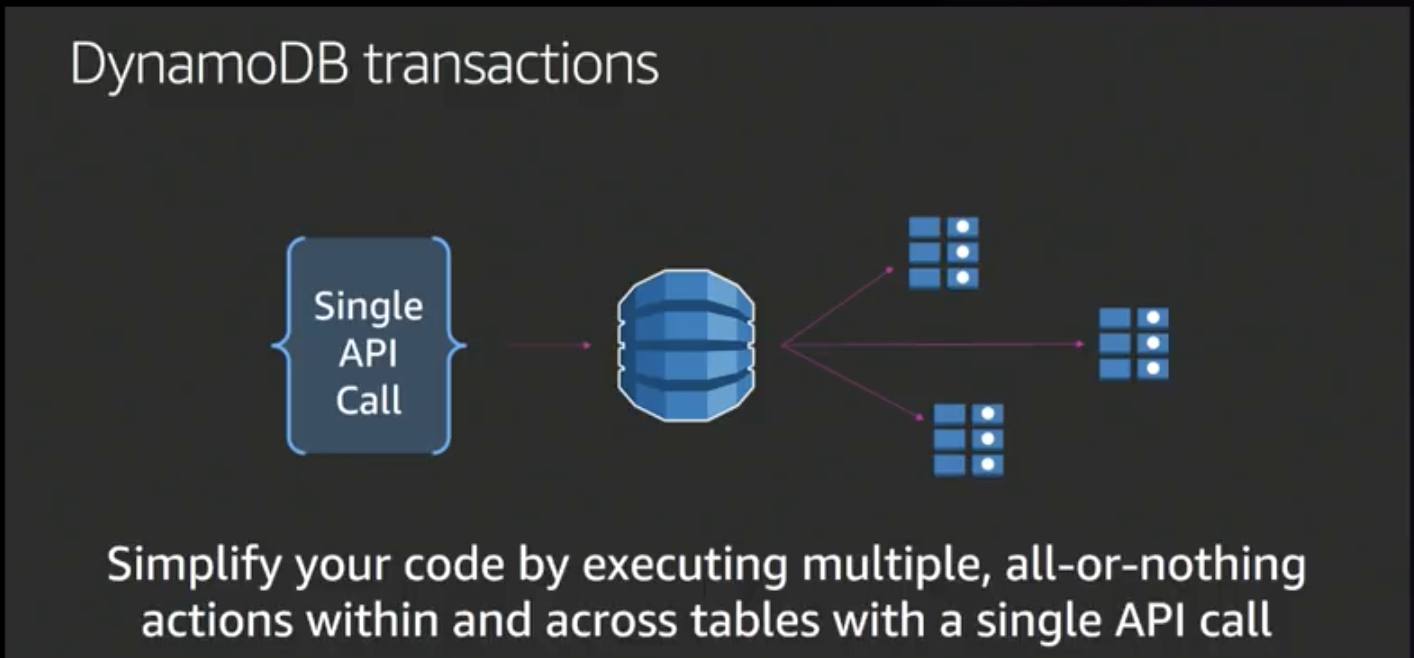 DynamoDB transactions
Single
API
Call
Simplify your code by executing multiple, all-or-nothing
actions within and across tables with a single API call